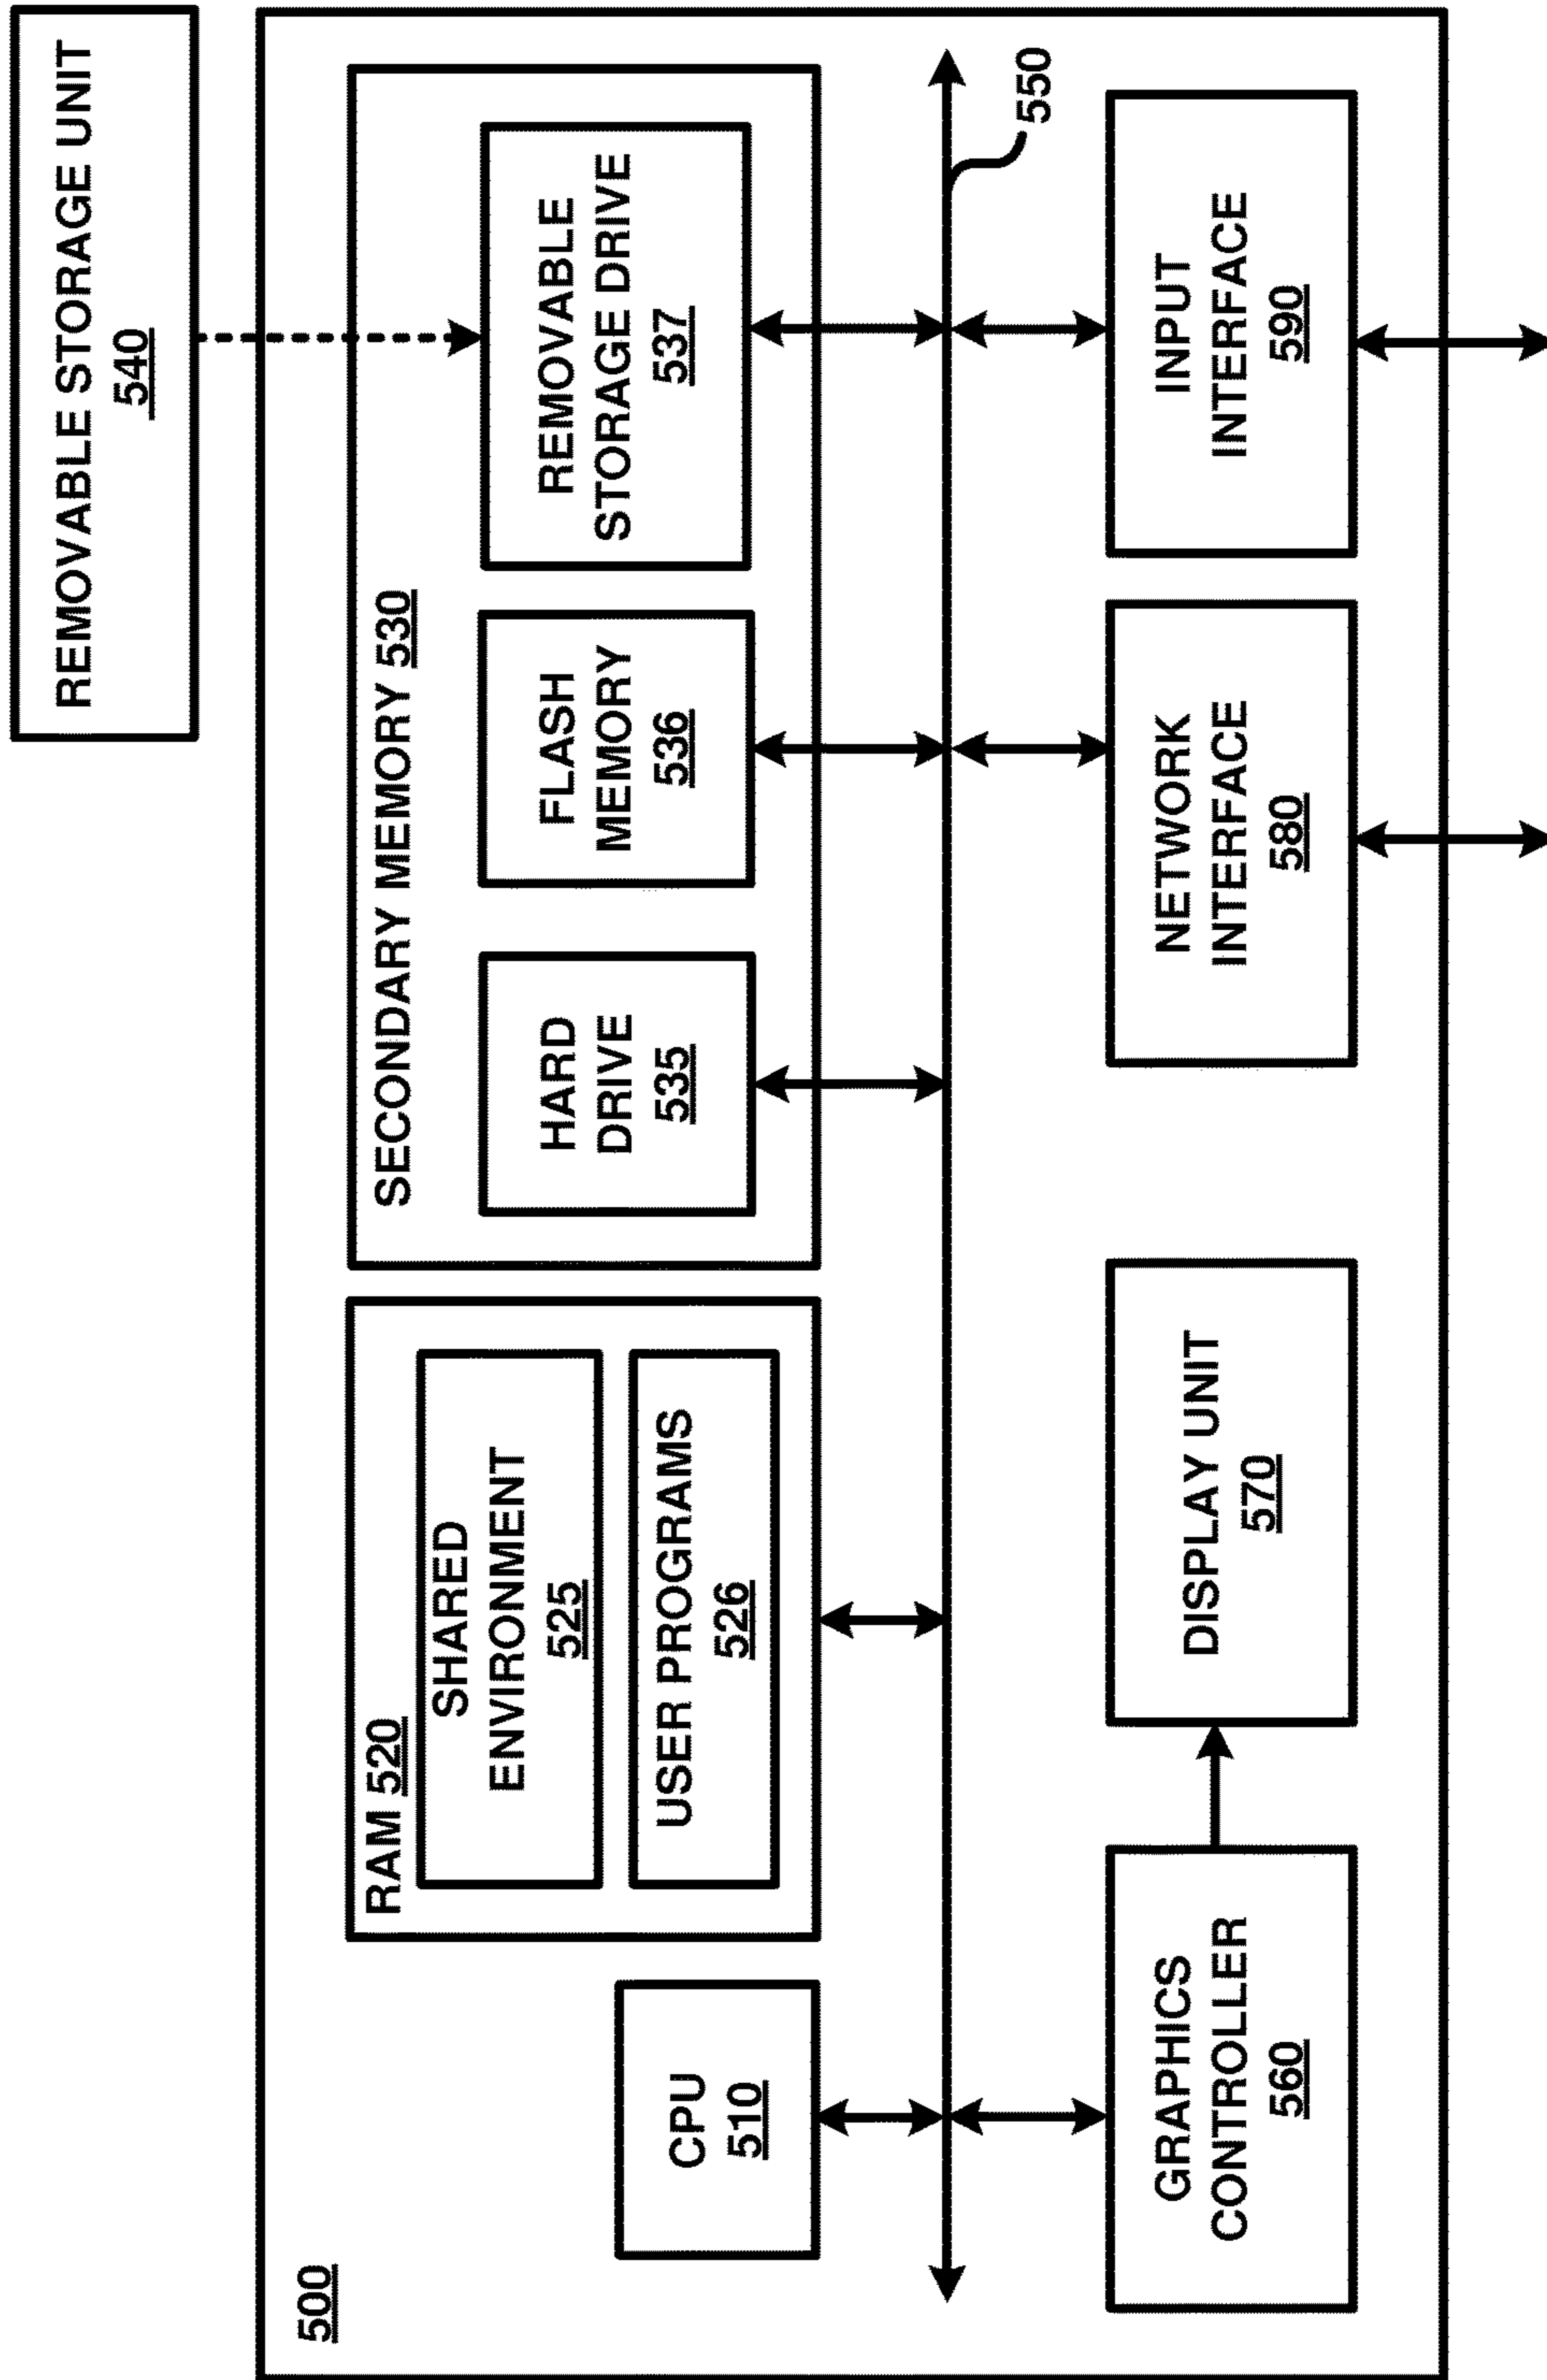 REMOVABLE STORAGE UNIT
540
500
CPU
510
RAM 520
SHARED
ENVIRONMENT
525
USER PROGRAMS
526
SECONDARY MEMORY 530
HARD
DRIVE
535
FLASH
MEMORY
536
REMOVABLE
STORAGE DRIVE
537
550
GRAPHICS
CONTROLLER
560
DISPLAY UNIT
570
NETWORK
INTERFACE
580
INPUT
INTERFACE
590